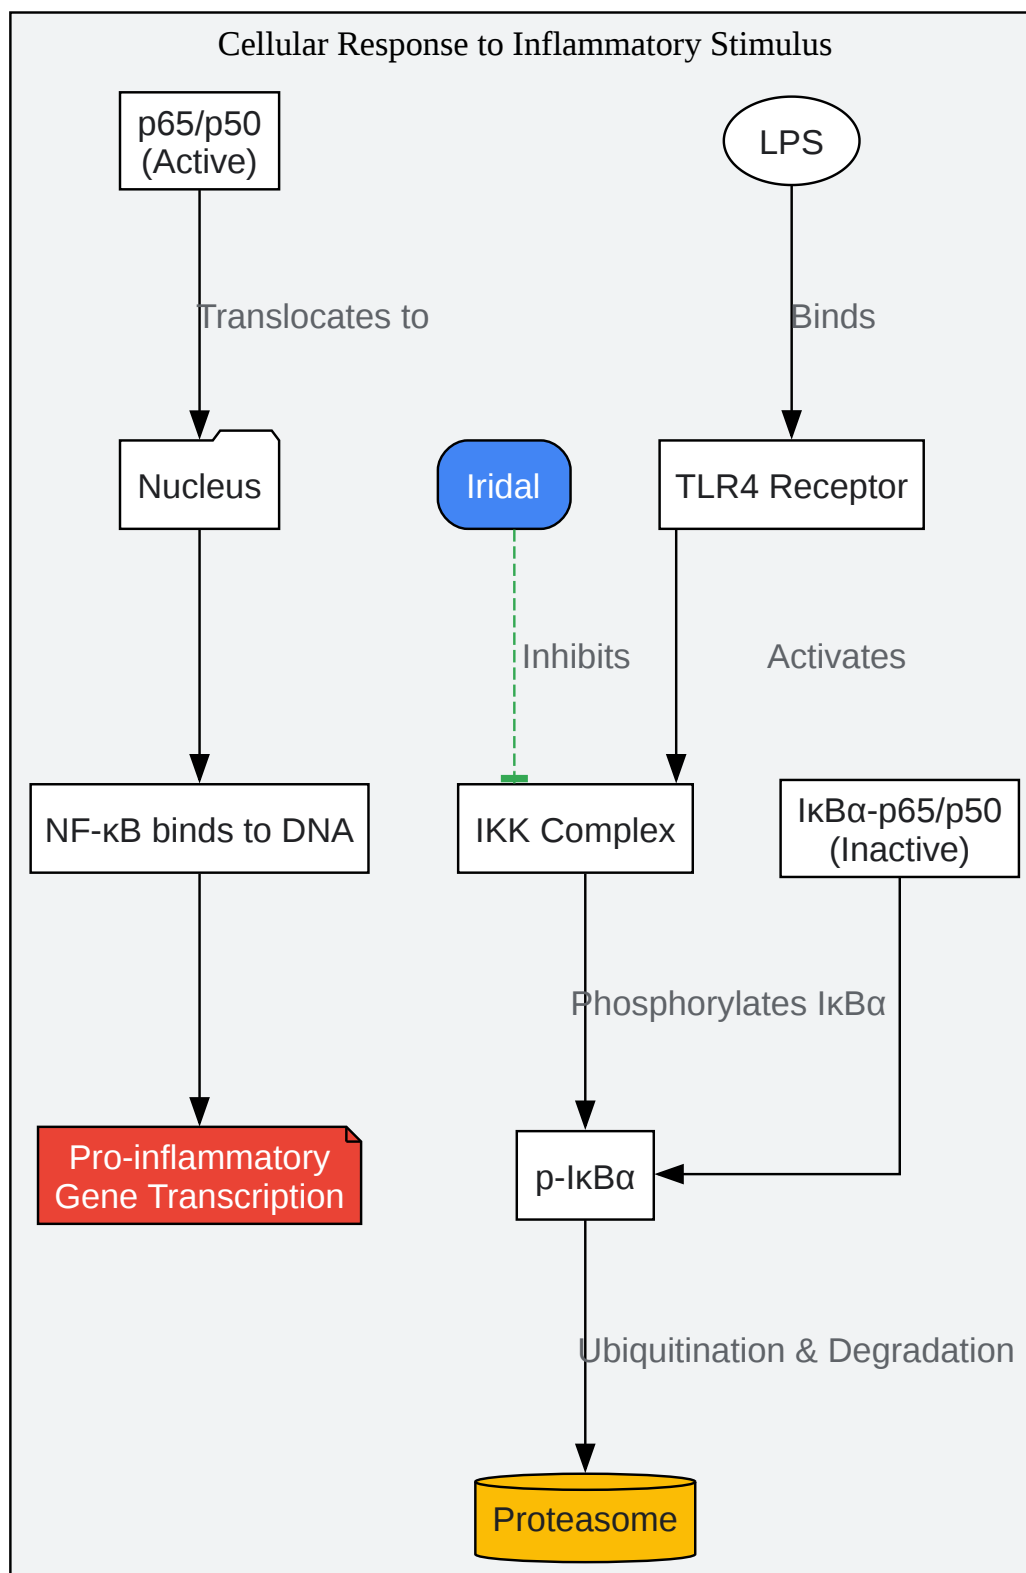 Cellular Response to Inflammatory Stimulus
p65/p50
(Active)
LPS
Translocates to
Binds
Nucleus
Iridal
TLR4 Receptor
Inhibits
Activates
NF-κB binds to DNA
IKK Complex
IκBα-p65/p50
(Inactive)
Phosphorylates IκBα
Pro-inflammatory
Gene Transcription
p-IκBα
Ubiquitination & Degradation
Proteasome